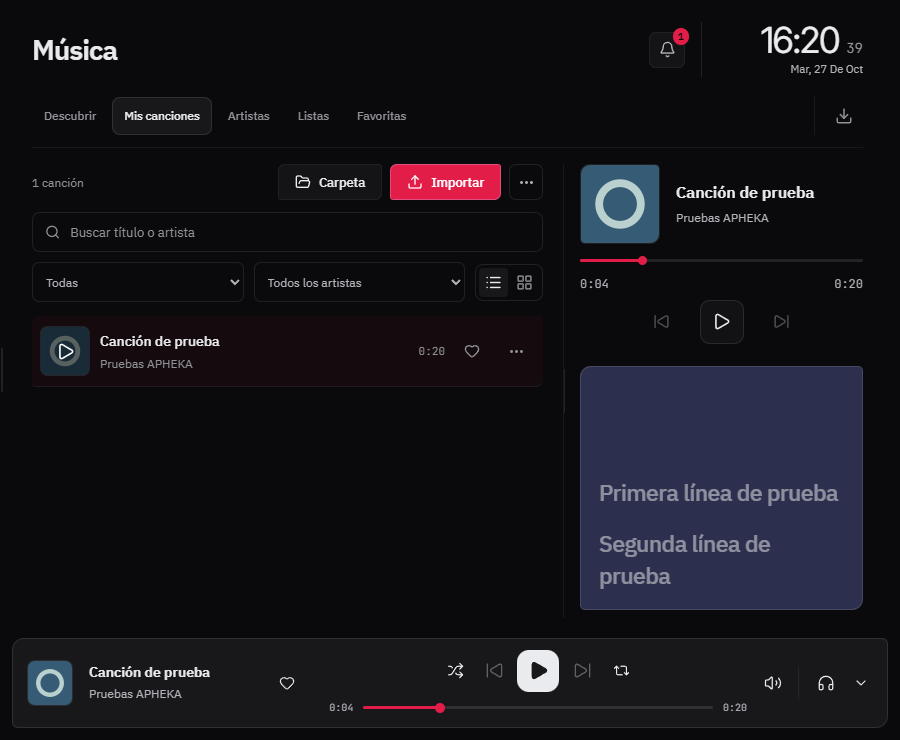 Música
1
16:20 39
Mar, 27 De Oct
Descubrir
Mis canciones
Artistas
Listas
Favoritas
1 canción
Carpeta
Importar
Buscar título o artista
Todas
Todos los artistas
Canción de prueba
Pruebas APHEKA
0:20
Canción de prueba
Pruebas APHEKA
0:04
0:20
Primera línea de prueba
Segunda línea de
prueba
Canción de prueba
Pruebas APHEKA
0:04
0:20